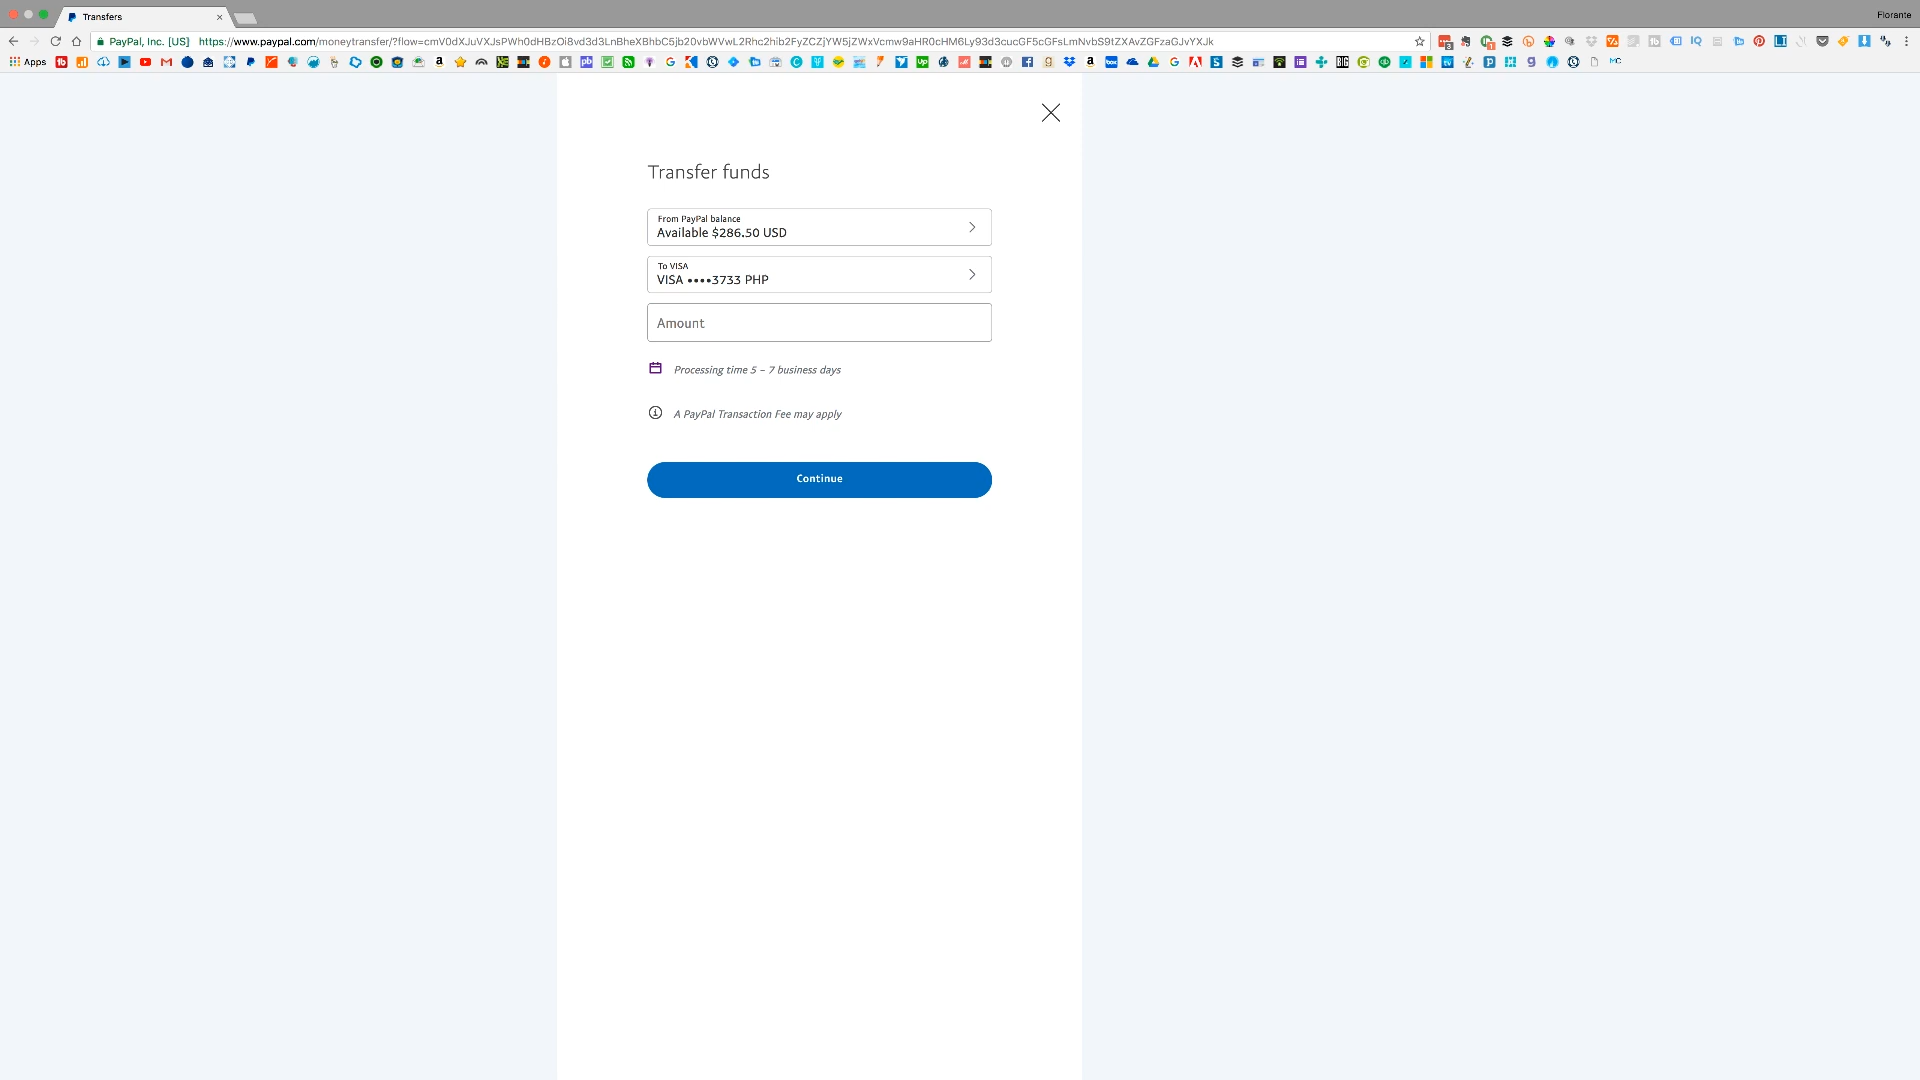 Transfers
Florante
PayPal, Inc. [US]
https://www.paypal.com/moneytransfer/?flow=cmV0dXJuVXJsPWh0dHBzOi8vd3d3LnBheXBhbC5jb20vbWVwL2Rhc2hib2FyZCZjYW5jZWxVcmw9aHR0cHM6Ly93d3cucGF5cGFsLmNvbS9tZXAvZGFzaGJvYXJk
Apps
Transfer funds
From PayPal balance
Available $286.50 USD
To VISA
VISA ••••3733 PHP
Amount
Processing time 5 – 7 business days
A PayPal Transaction Fee may apply
Continue